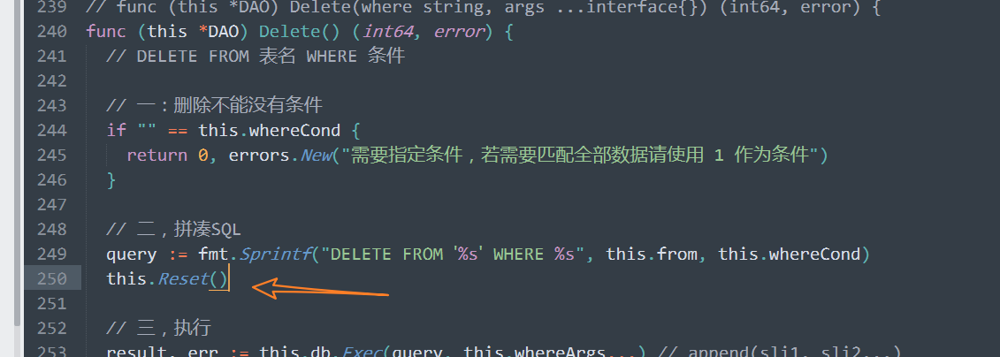 239 // func (this *DAO) Delete(where string, args ...interface{}) (int64, error) {
240 func (this *DAO) Delete() (int64, error) {
241 // DELETE FROM 表名 WHERE 条件
242
243 // 一：删除不能没有条件
244 if "" == this.whereCond {
245 return 0, errors.New("需要指定条件，若需要匹配全部数据请使用 1 作为条件")
246 }
247
248 // 二，拼凑SQL
249 query := fmt.Sprintf("DELETE FROM `%s` WHERE %s", this.from, this.whereCond)
250 this.Reset()
251
252 // 三，执行
253 result, err := this.db.Exec(query, this.whereArgs...) // append(sli1, sli2...)